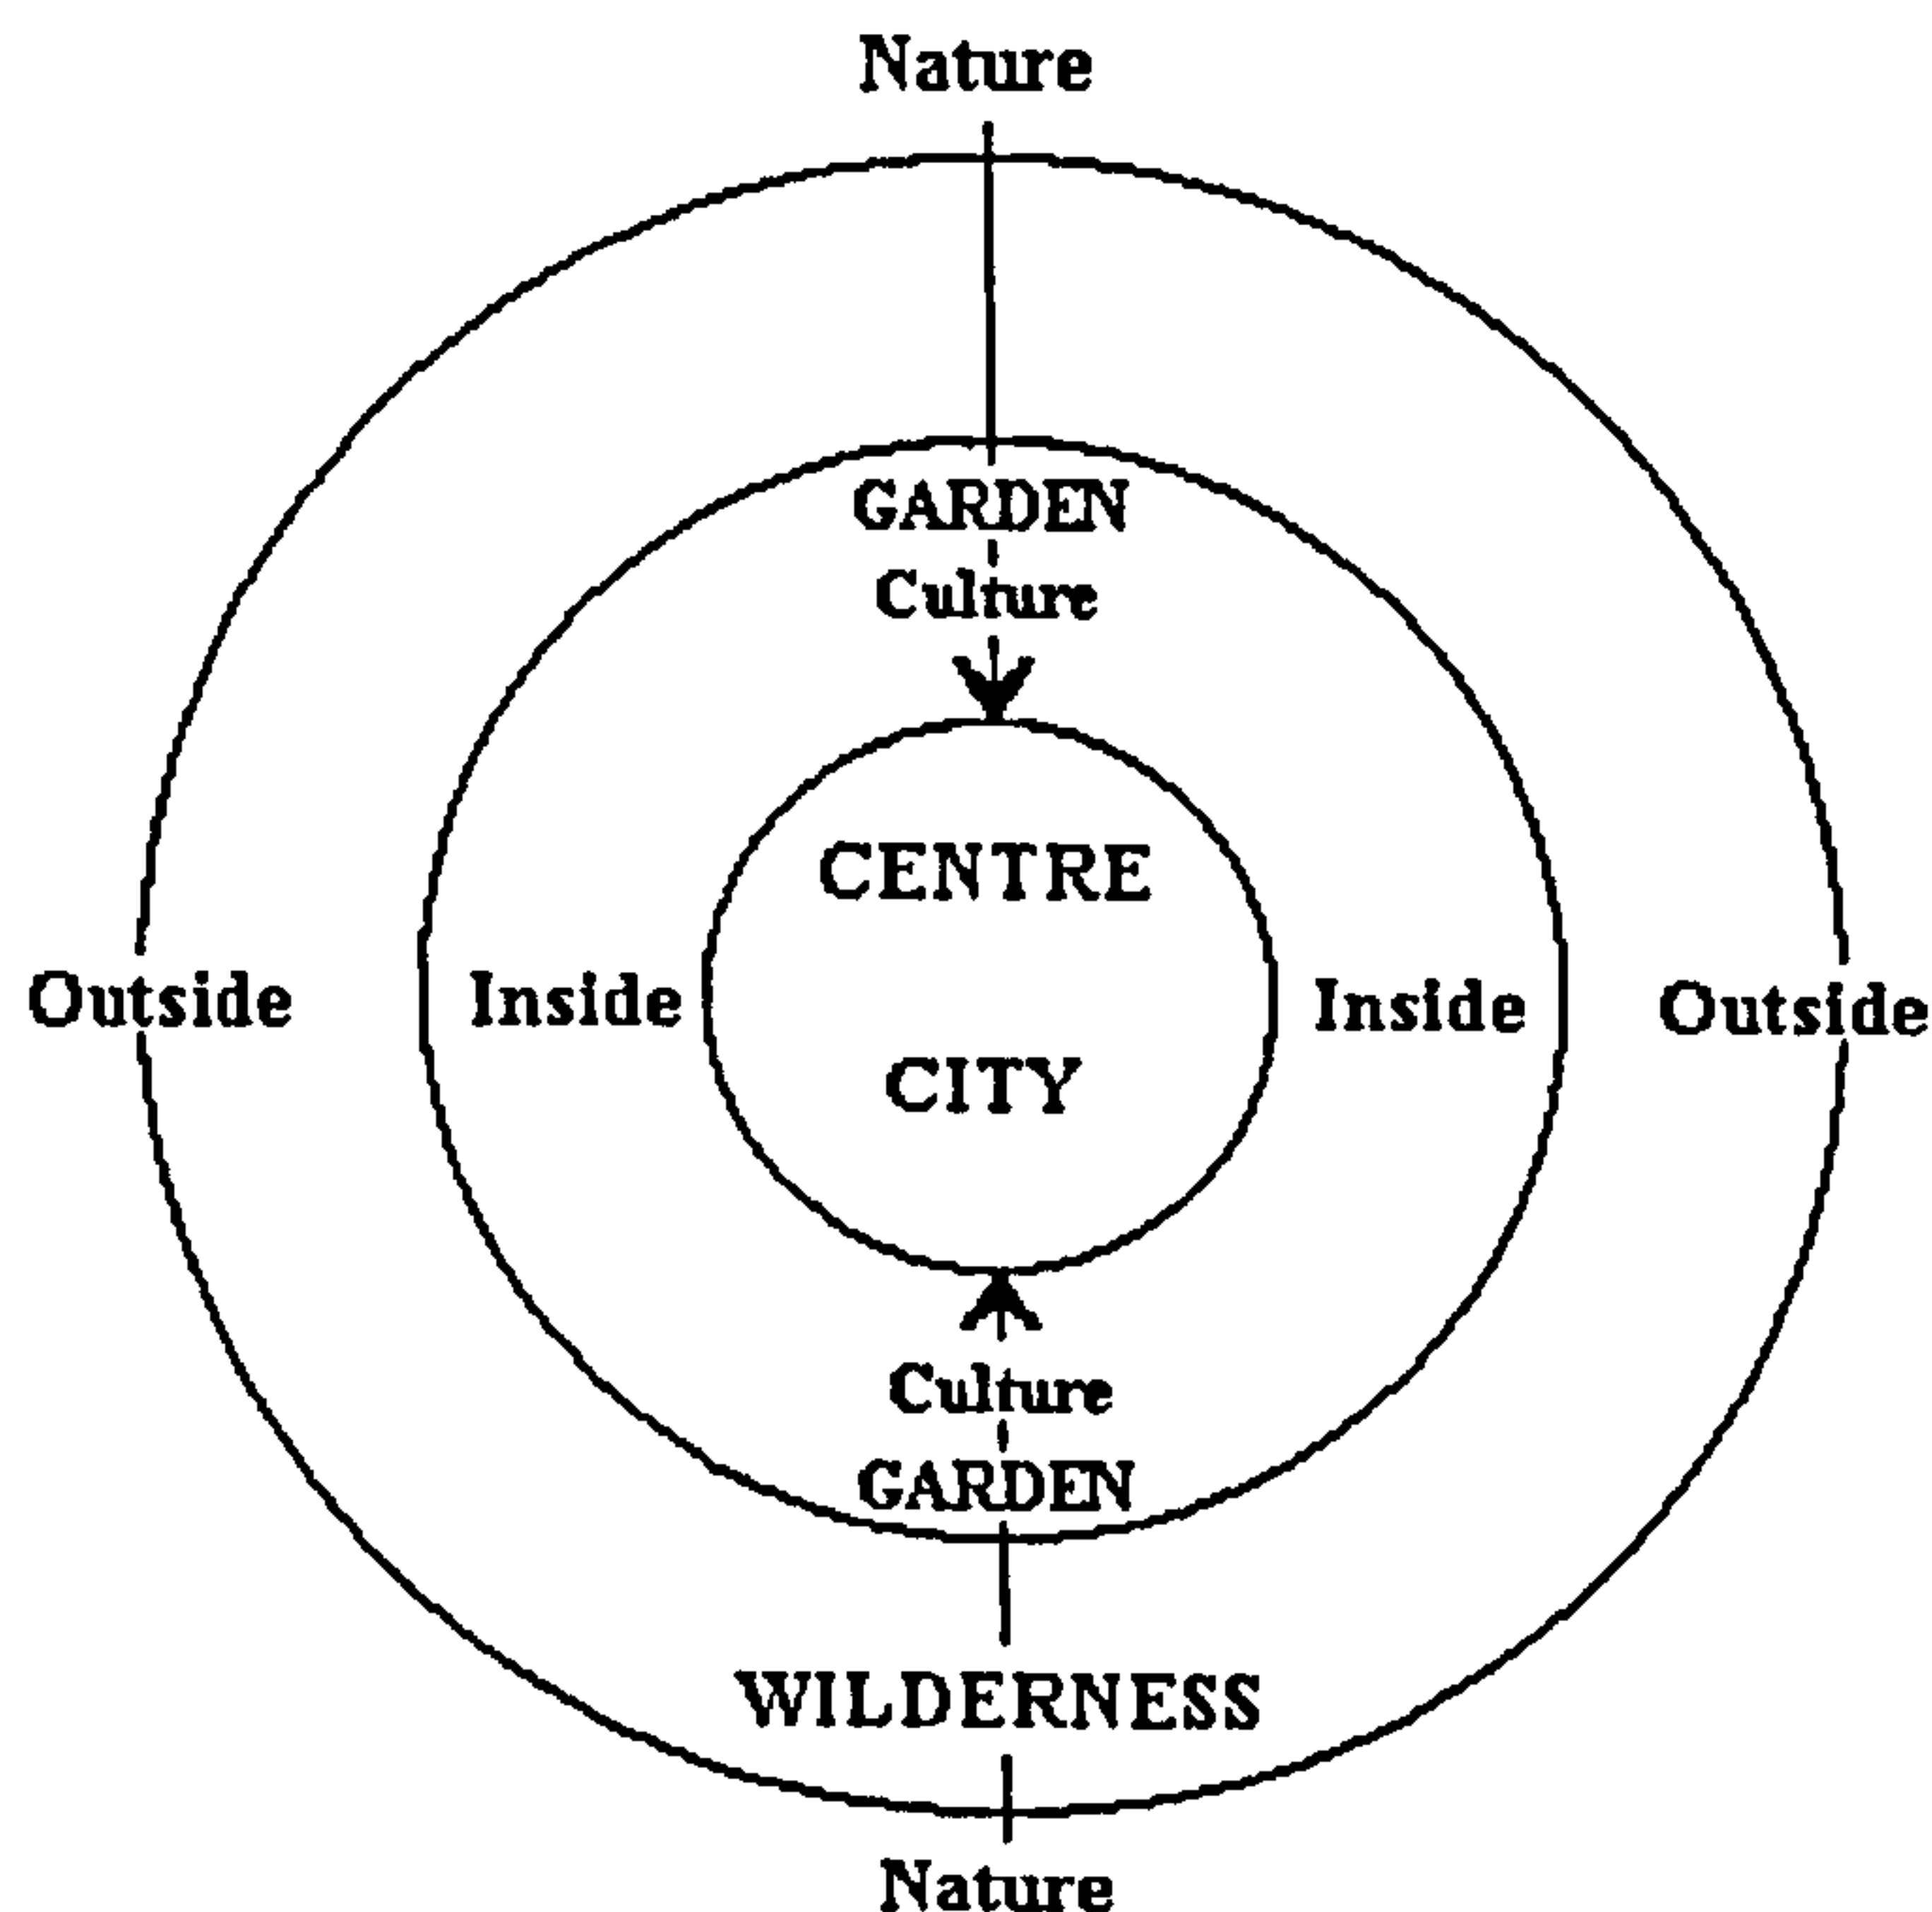 Nature
GARDEN
Culture
CENTRE
Outside Inside Inside Outside
CITY
Culture
GARDEN
WILDERNESS
Nature